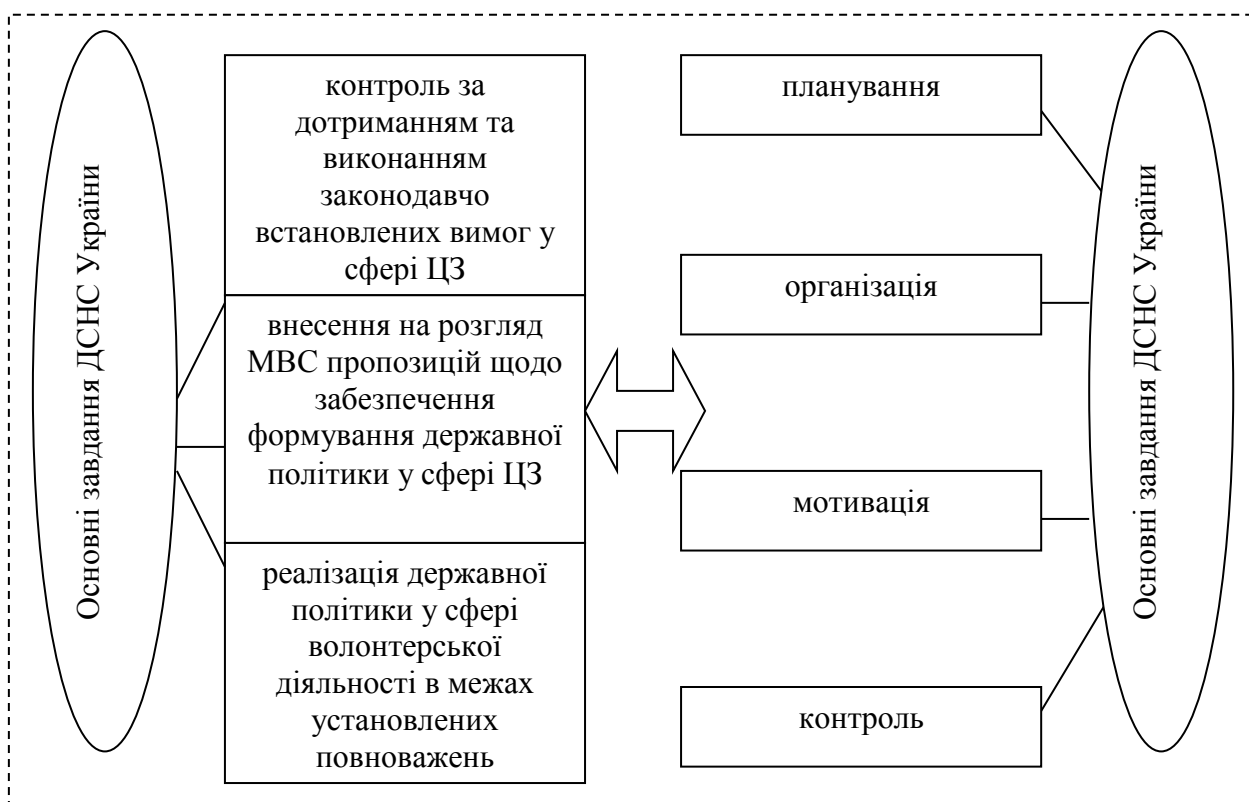 Основні завдання ДСНС України
контроль за
дотриманням та
виконанням
законодавчо
встановлених вимог у
сфері ЦЗ
внесення на розгляд
МВС пропозицій щодо
забезпечення
формування державної
політики у сфері ЦЗ
реалізація державної
політики у сфері
волонтерської
діяльності в межах
установлених
повноважень
планування
організація
мотивація
контроль
Основні завдання ДСНС України